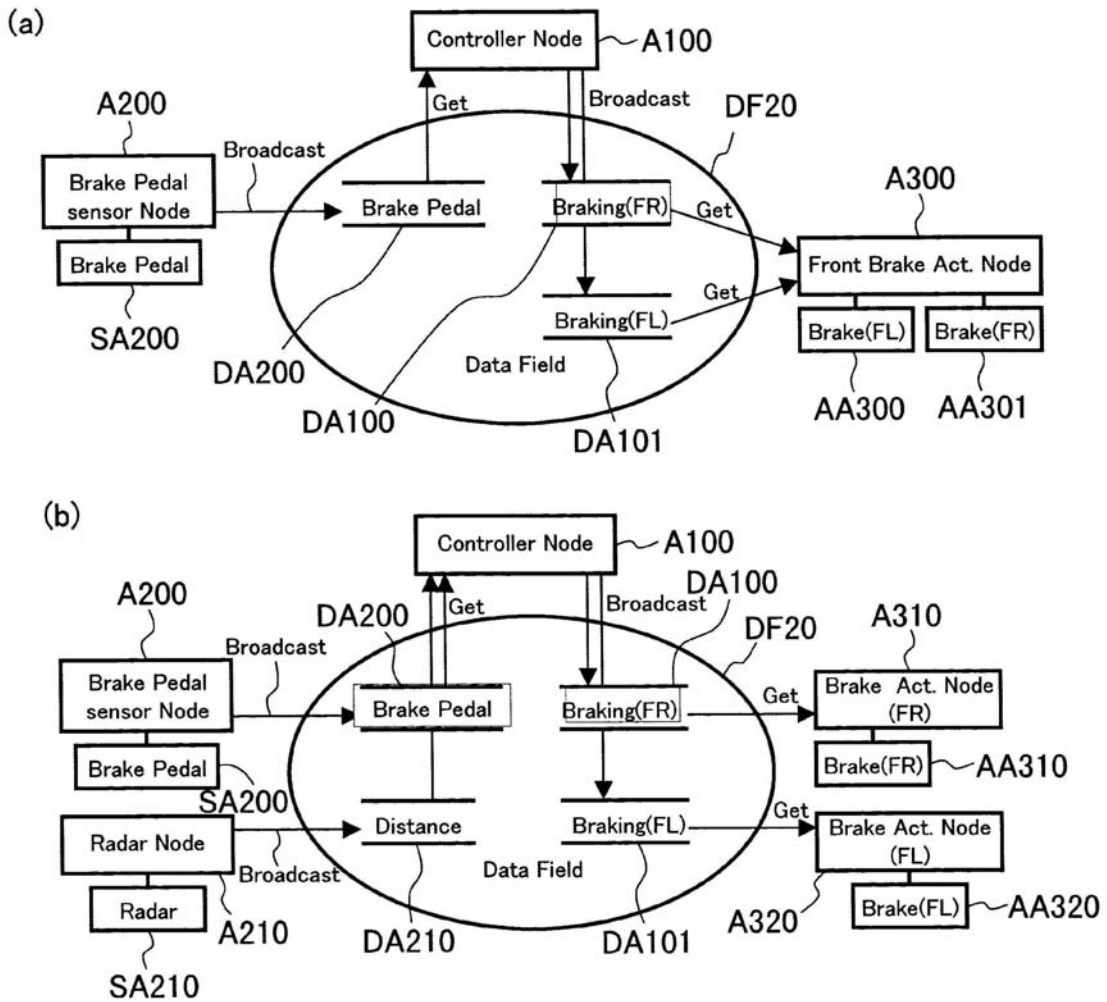 (a)
Controller Node
A100
Get
Broadcast
DF20
A200
Broadcast
Brake Pedal
sensor Node
Brake Pedal
SA200
Brake Pedal
Braking(FR)
Get
A300
Front Brake Act. Node
Get
Braking(FL)
Brake(FL)
Brake(FR)
Data Field
DA200
DA100
DA101
AA300
AA301
(b)
Controller Node
A100
Get
Broadcast
DA100
A200
DA200
DF20
A310
Broadcast
Brake Pedal
sensor Node
Brake Pedal
Braking(FR)
Get
Brake Act. Node
(FR)
Brake Pedal
SA200
Brake(FR)
AA310
Radar Node
Broadcast
Distance
Braking(FL)
Get
Brake Act. Node
(FL)
Data Field
Radar
A210
SA210
DA210
DA101
A320
Brake(FL)
AA320